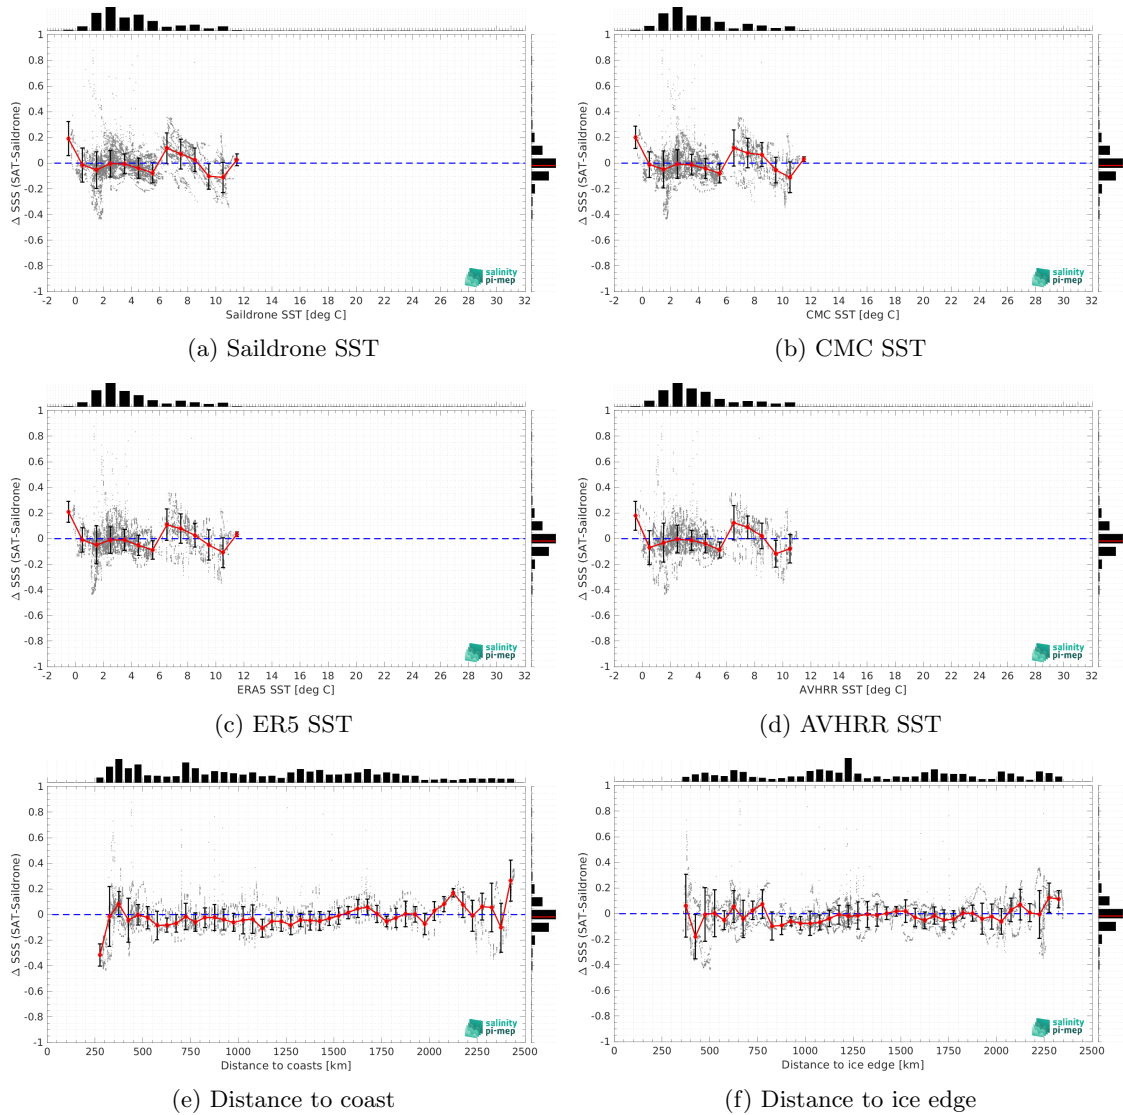 1
0.8
0.6
0.4
0.2
0
-0.2
-0.4
-0.6
-0.8
-1
Δ SSS (SAT-Saildrone)
salinity
pi-mep
-2 0 2 4 6 8 10 12 14 16 18 20 22 24 26 28 30 32
Saildrone SST [deg C]
(a) Saildrone SST
1
0.8
0.6
0.4
0.2
0
-0.2
-0.4
-0.6
-0.8
-1
Δ SSS (SAT-Saildrone)
salinity
pi-mep
-2 0 2 4 6 8 10 12 14 16 18 20 22 24 26 28 30 32
CMC SST [deg C]
(b) CMC SST
1
0.8
0.6
0.4
0.2
0
-0.2
-0.4
-0.6
-0.8
-1
Δ SSS (SAT-Saildrone)
salinity
pi-mep
-2 0 2 4 6 8 10 12 14 16 18 20 22 24 26 28 30 32
ERA5 SST [deg C]
(c) ER5 SST
1
0.8
0.6
0.4
0.2
0
-0.2
-0.4
-0.6
-0.8
-1
Δ SSS (SAT-Saildrone)
salinity
pi-mep
-2 0 2 4 6 8 10 12 14 16 18 20 22 24 26 28 30 32
AVHRR SST [deg C]
(d) AVHRR SST
1
0.8
0.6
0.4
0.2
0
-0.2
-0.4
-0.6
-0.8
-1
Δ SSS (SAT-Saildrone)
salinity
pi-mep
0 250 500 750 1000 1250 1500 1750 2000 2250 2500
Distance to coasts [km]
(e) Distance to coast
1
0.8
0.6
0.4
0.2
0
-0.2
-0.4
-0.6
-0.8
-1
Δ SSS (SAT-Saildrone)
salinity
pi-mep
0 250 500 750 1000 1250 1500 1750 2000 2250 2500
Distance to ice edge [km]
(f) Distance to ice edge